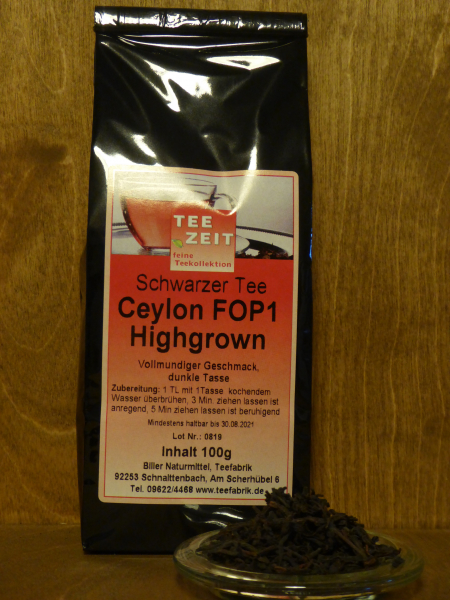 TEE
ZEIT
feine
Teekollektion
Schwarzer Tee
Ceylon FOP1
Highgrown
Vollmundiger Geschmack,
dunkle Tasse
Zubereitung: 1 TL mit 1Tasse kochendem
Wasser überbrühen, 3 Min. ziehen lassen ist
anregend, 5 Min ziehen lassen ist beruhigend
Mindestens haltbar bis 30.08.2021
Lot Nr.: 0819
Inhalt 100g
Biller Naturmittel, Teefabrik
92253 Schnaittenbach, Am Scherhübel 6
Tel. 09622/4468 www.teefabrik.de